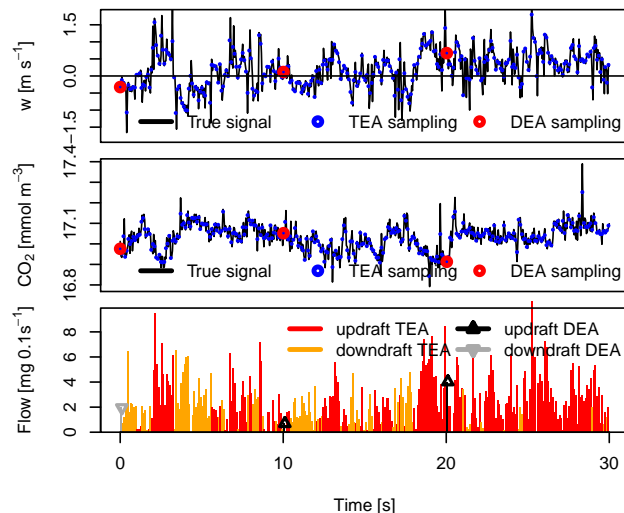 w [m s⁻¹]
1.5
0.0
−1.5
True signal TEA sampling DEA sampling
CO₂ [mmol m⁻³]
17.4
17.1
16.8
True signal TEA sampling DEA sampling
Flow [mg 0.1s⁻¹]
8
6
4
2
0
updraft TEA updraft DEA
downdraft TEA downdraft DEA
0 10 20 30
Time [s]